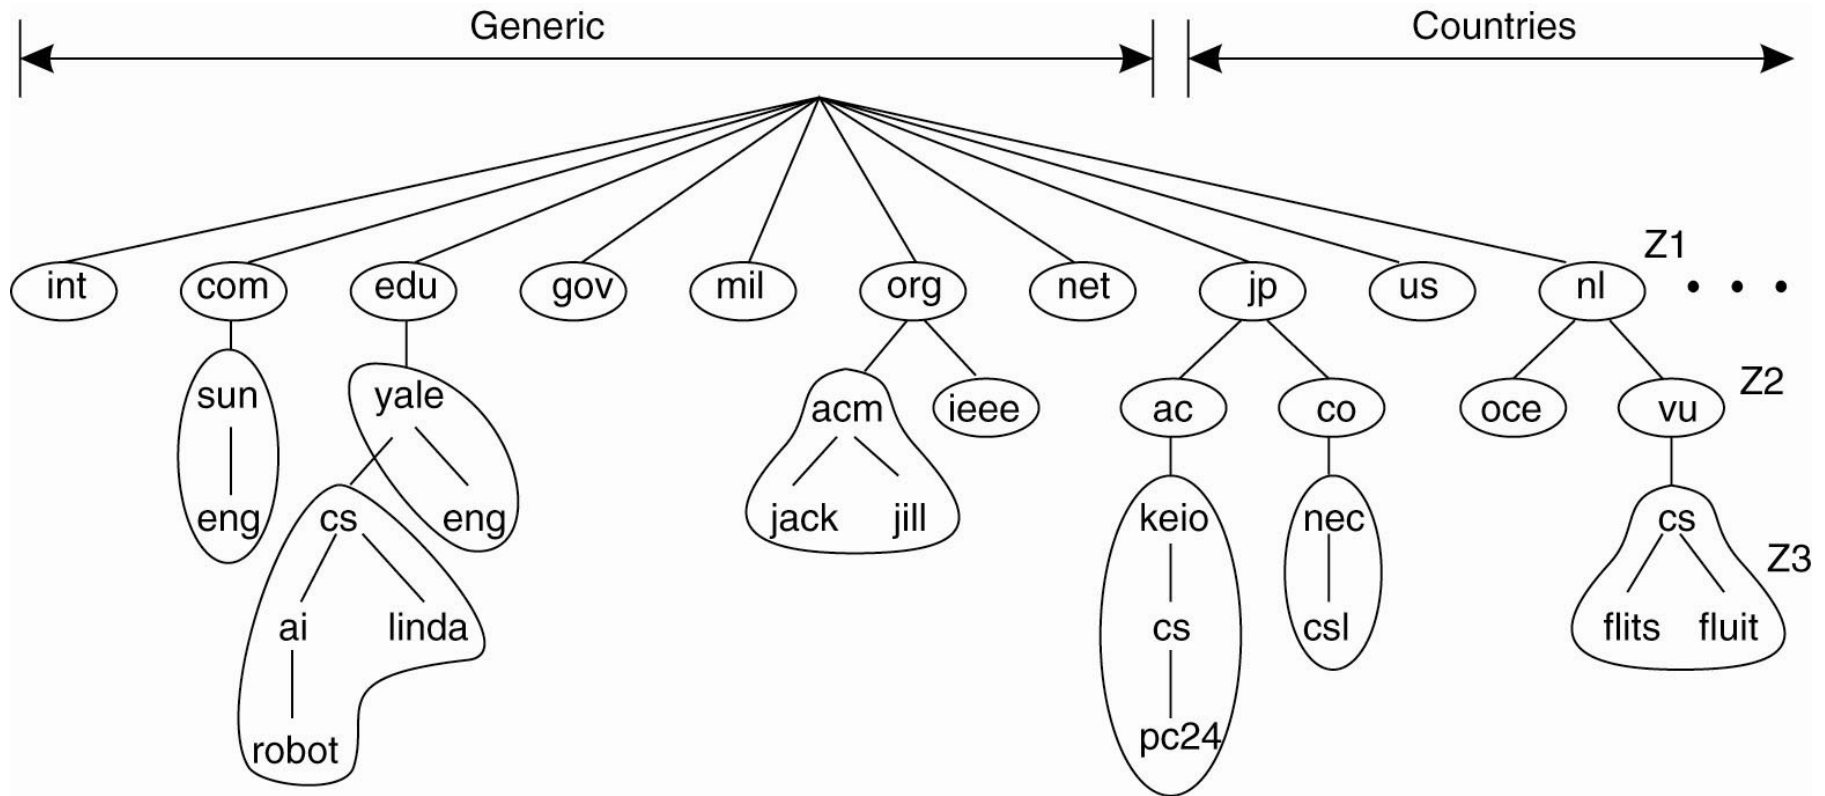 Generic Countries
Z1
int com edu gov mil org net jp us nl • • •
Z2
sun yale acm ieee ac co oce vu
eng cs eng jack jill keio nec cs
Z3
ai linda cs csl flits fluit
robot pc24